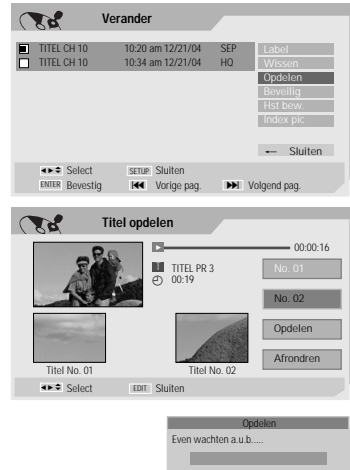 Verander
TITEL CH 10 10:20 am 12/21/04 SEP
TITEL CH 10 10:34 am 12/21/04 HQ
Label
Wissen
Opdelen
Beveilig
Hst bew.
Index pic
Sluiten
Select SETUP Sluiten
ENTER Bevestig Vorige pag. Volgend pag.
Titel opdelen
00:00:16
TITEL PR 3
00:19
No. 01
No. 02
Opdelen
Afrondren
Titel No. 01 Titel No. 02
Select EDIT Sluiten
Opdelen
Even wachten a.u.b.....